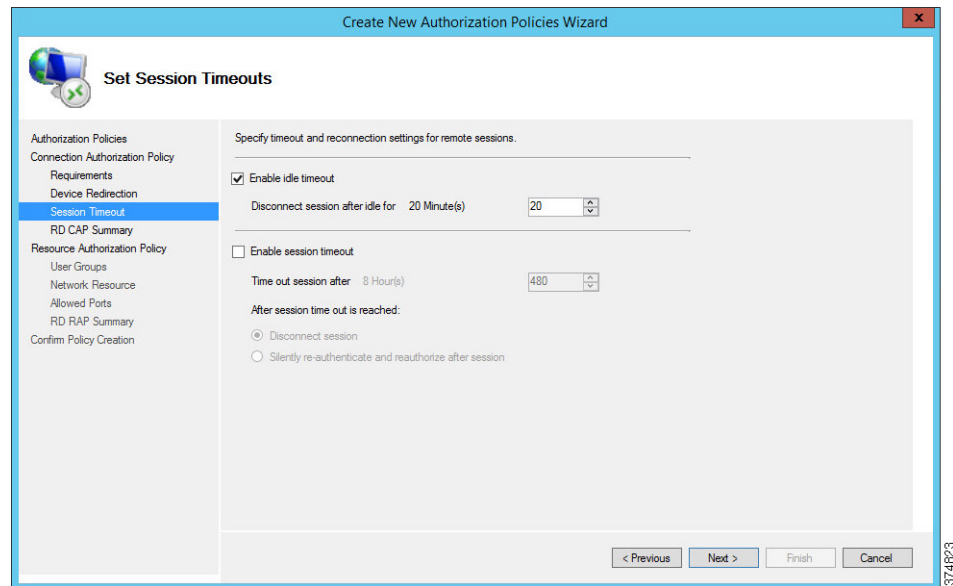 Create New Authorization Policies Wizard
x
Set Session Timeouts
Authorization Policies
Connection Authorization Policy
Requirements
Device Redirection
Session Timeout
RD CAP Summary
Resource Authorization Policy
User Groups
Network Resource
Allowed Ports
RD RAP Summary
Confirm Policy Creation
Specify timeout and reconnection settings for remote sessions.
Enable idle timeout
Disconnect session after idle for 20 Minute(s) 20
Enable session timeout
Time out session after 8 Hour(s) 480
After session time out is reached:
Disconnect session
Silently re-authenticate and reauthorize after session
< Previous Next > Finish Cancel
374823